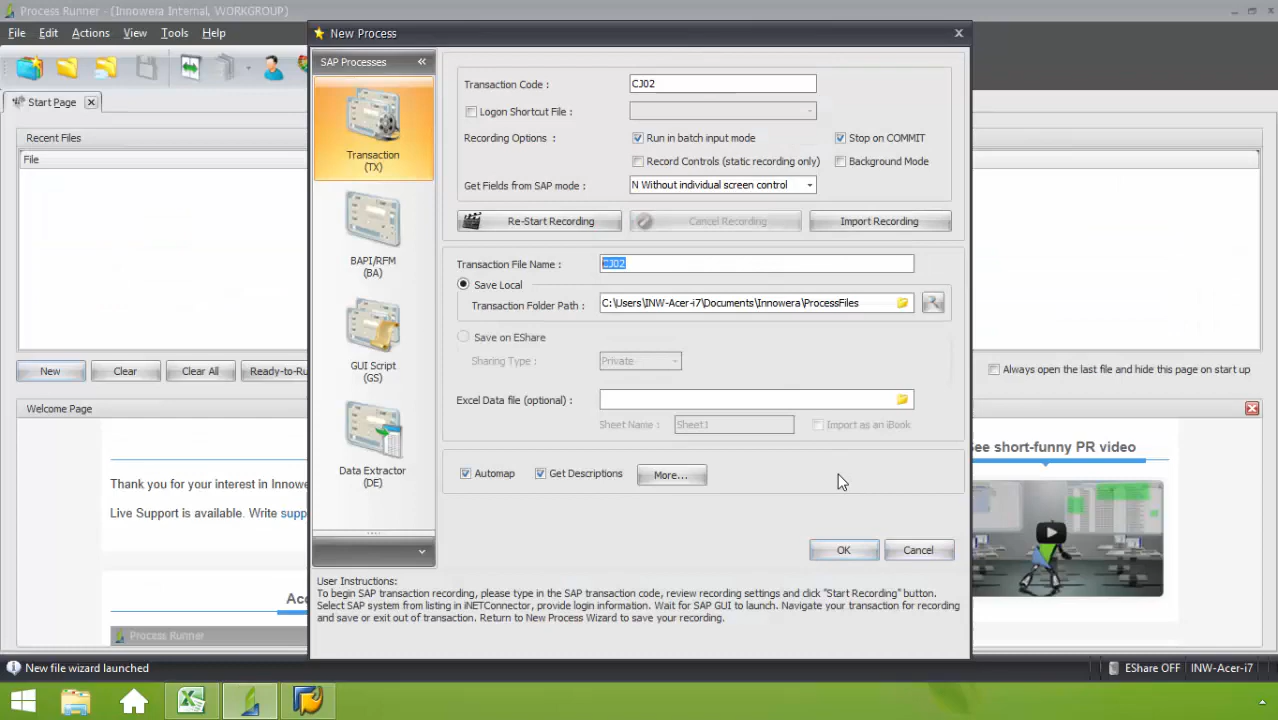 Process Runner (Innowera Internal, WORKGROUP)
File Edit Actions View Tools Help
Start Page
Recent Files
File
New Clear Clear All Ready-to-Ru
Always open the last file and hide this page on start up
Welcome Page
Thank you for your interest in Innowe
Live Support is available. Write supp
Acc
Process Runner
See short-funny PR video
New Process
SAP Processes «
Transaction
(TX)
BAPI/RFM
(BA)
GUI Script
(GS)
Data Extractor
(DE)
Transaction Code : CJ02
Logon Shortcut File :
Recording Options : Run in batch input mode Stop on COMMIT
Record Controls (static recording only) Background Mode
Get Fields from SAP mode : N Without individual screen control
Re-Start Recording Cancel Recording Import Recording
Transaction File Name : CJ02
Save Local
Transaction Folder Path : C:\Users\INW-Acer-i7\Documents\Innowera\ProcessFiles
Save on EShare
Sharing Type : Private
Excel Data file (optional) :
Sheet Name : Sheet1 Import as an iBook
Automap Get Descriptions More...
OK Cancel
User Instructions:
To begin SAP transaction recording, please type in the SAP transaction code, review recording settings and click "Start Recording" button.
Select SAP system from listing in iNETConnector, provide login information. Wait for SAP GUI to launch. Navigate your transaction for recording
and save or exit out of transaction. Return to New Process Wizard to save your recording.
New file wizard launched EShare OFF INW-Acer-i7